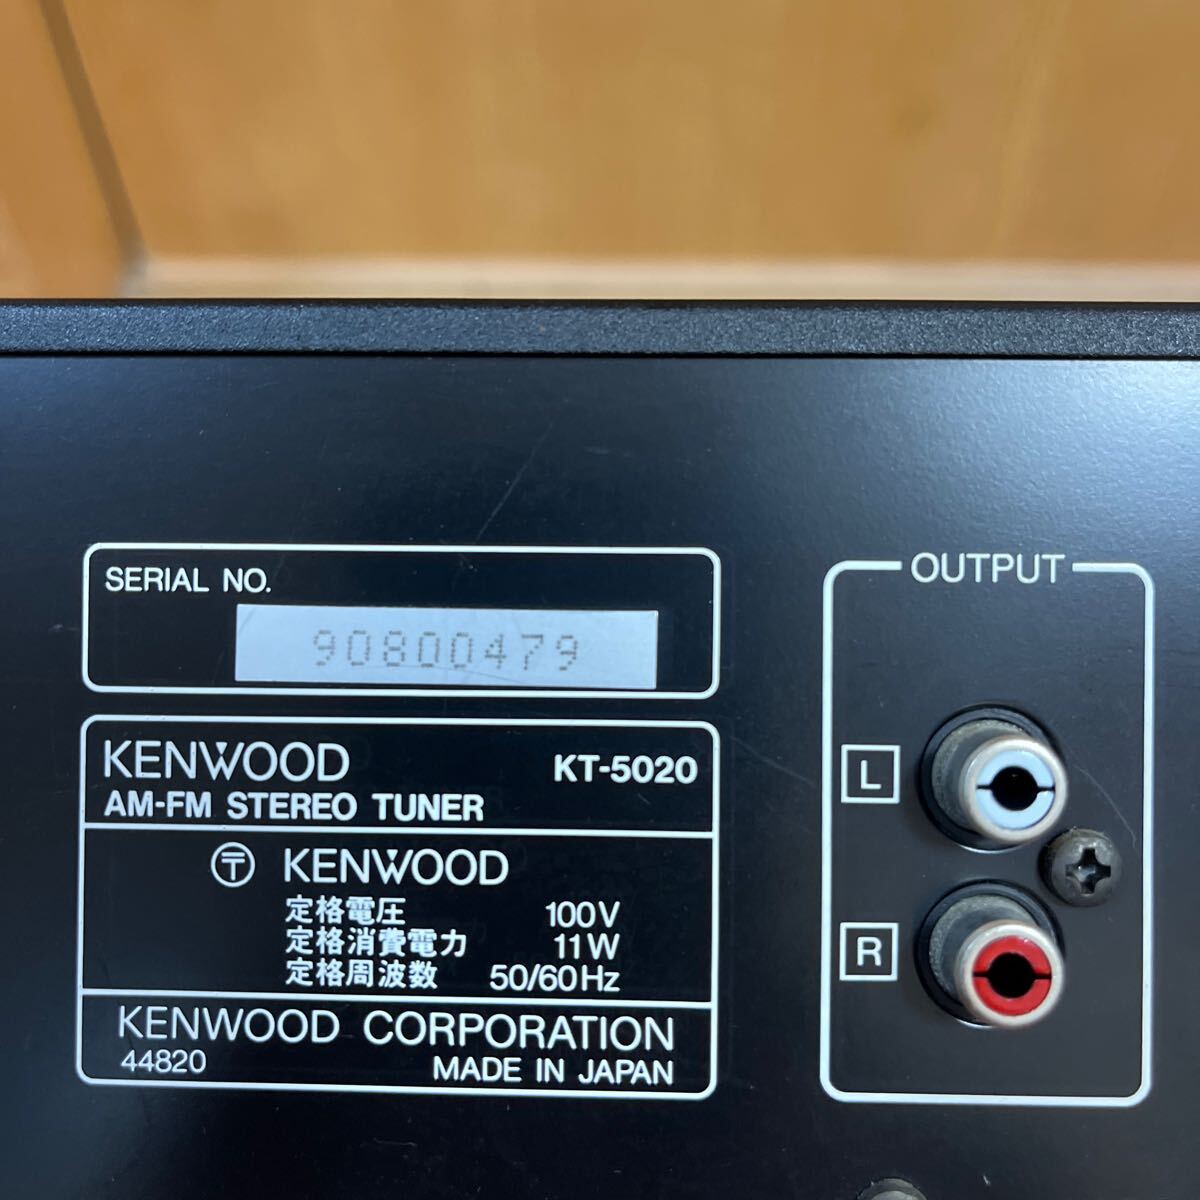 SERIAL NO.
90800479
KENWOOD KT-5020
AM-FM STEREO TUNER
〒 KENWOOD
定格電圧 100V
定格消費電力 11W
定格周波数 50/60Hz
KENWOOD CORPORATION
44820 MADE IN JAPAN
OUTPUT
L
R